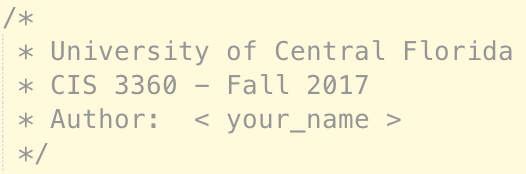 /*
 * University of Central Florida
 * CIS 3360 - Fall 2017
 * Author:  < your_name >
 */